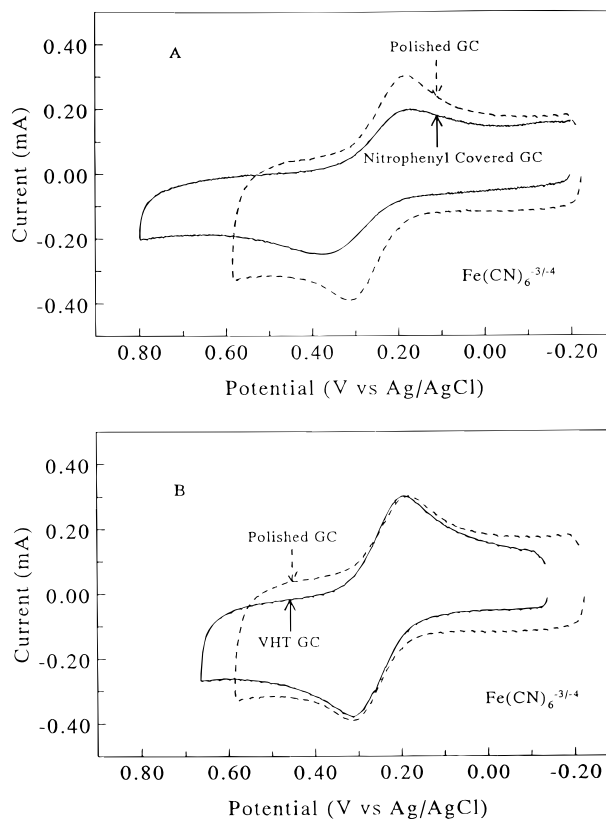 A
Polished GC
Nitrophenyl Covered GC
Fe(CN)6-3/-4
0.40
0.20
0.00
-0.20
-0.40
Current (mA)
0.80 0.60 0.40 0.20 0.00 -0.20
Potential (V vs Ag/AgCl)
B
Polished GC
VHT GC
Fe(CN)6-3/-4
0.40
0.20
0.00
-0.20
-0.40
Current (mA)
0.80 0.60 0.40 0.20 0.00 -0.20
Potential (V vs Ag/AgCl)